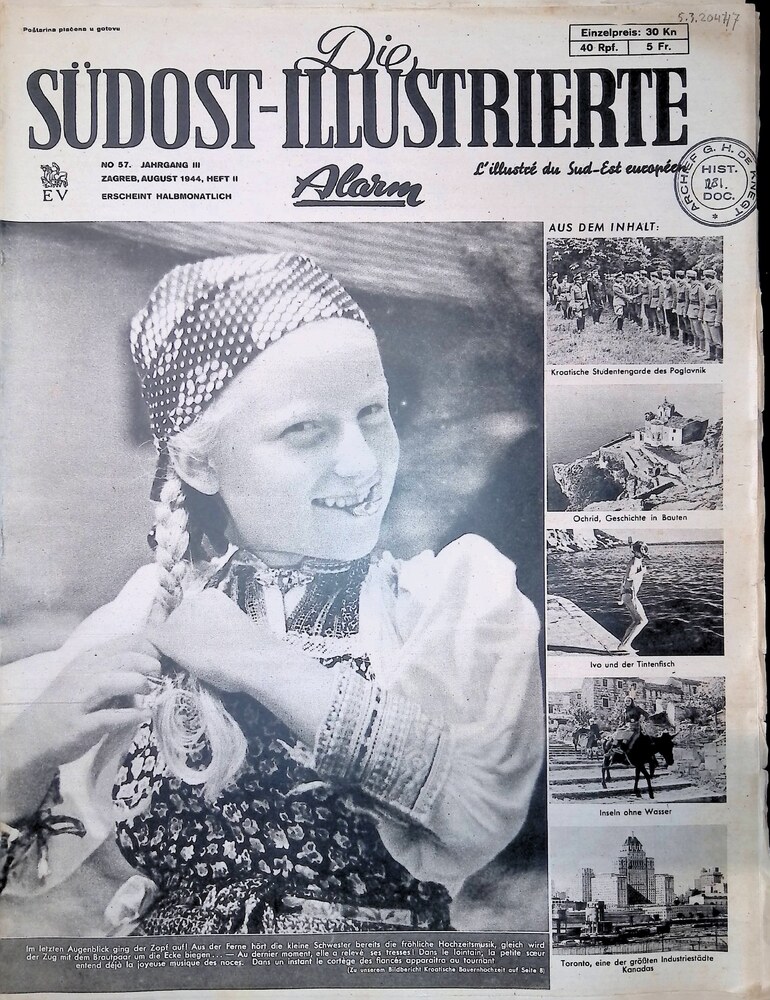 Poštarina plaćena u gotovu
5.3.2047/7
Einzelpreis: 30 Kn
40 Rpf. 5 Fr.
Die
SÜDOST-ILLUSTRIERTE
EV
NO 57. JAHRGANG III
ZAGREB, AUGUST 1944, HEFT II
ERSCHEINT HALBMONATLICH
Alarm
L'illustré du Sud-Est européen
ARCHIEF G. H. DE KNEGT
HIST.
DOC.
AUS DEM INHALT:
Kroatische Studentengarde des Poglavnik
Ochrid, Geschichte in Bauten
Ivo und der Tintenfisch
Inseln ohne Wasser
Toronto, eine der größten Industriestädte
Kanadas
Im letzten Augenblick ging der Zopf auf! Aus der Ferne hört die kleine Schwester bereits die fröhliche Hochzeitsmusik, gleich wird
der Zug mit dem Brautpaar um die Ecke biegen... — Au dernier moment, elle a relevé ses tresses! Dans le lointain, la petite sœur
entend déjà la joyeuse musique des noces. Dans un instant le cortège des fiancés apparaîtra au tournant
(Zu unserem Bildbericht Kroatische Bauernhochzeit auf Seite 8)